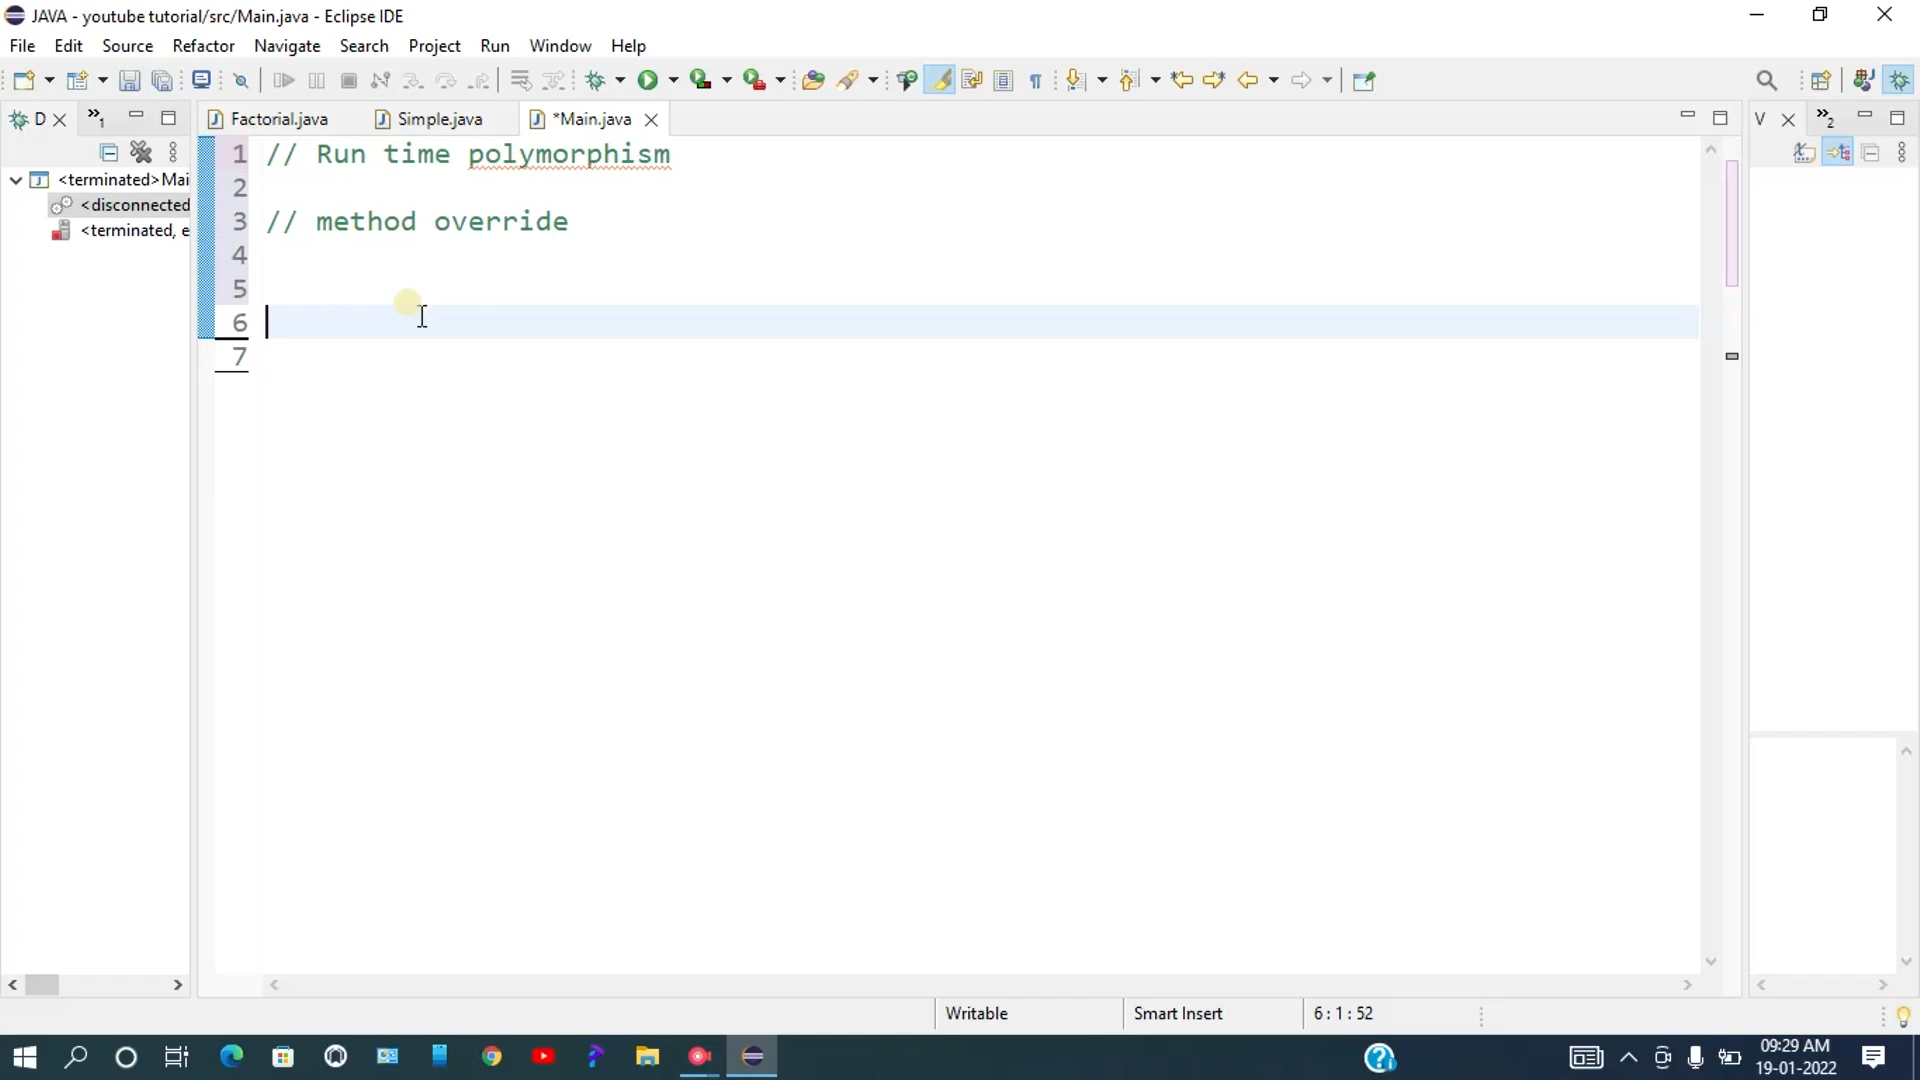 JAVA - youtube tutorial/src/Main.java - Eclipse IDE
File Edit Source Refactor Navigate Search Project Run Window Help
D
1
Factorial.java
Simple.java
*Main.java
V
2
<terminated>Mai
<disconnected
<terminated, e
1 // Run time polymorphism
2
3 // method override
4
5
6
7
Writable
Smart Insert
6 : 1 : 52
09:29 AM
19-01-2022